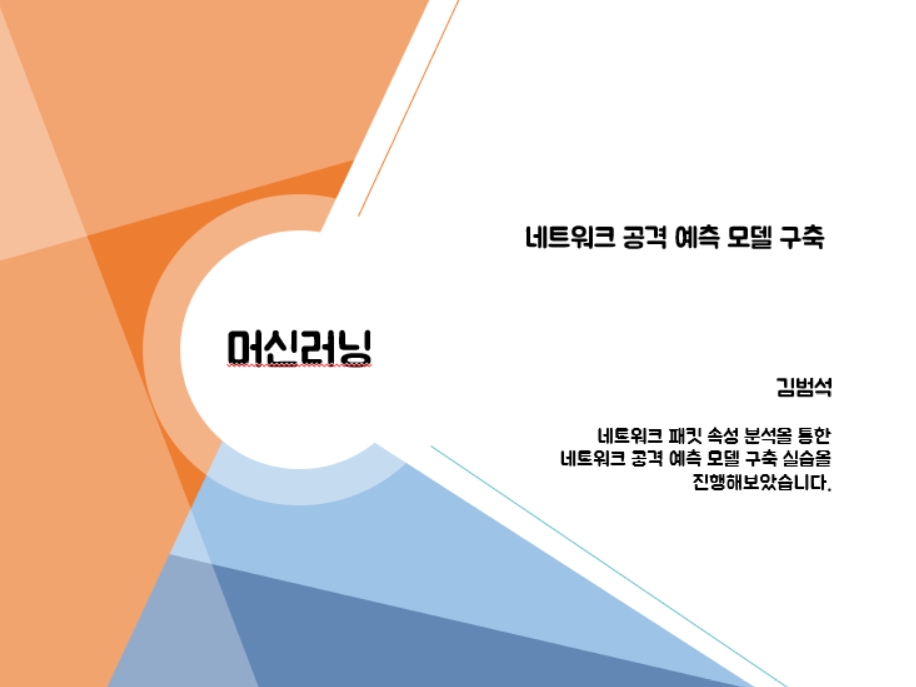 네트워크 공격 예측 모델 구축
머신러닝
김범석
네트워크 패킷 속성 분석을 통한
네트워크 공격 예측 모델 구축 실습을
진행해보았습니다.